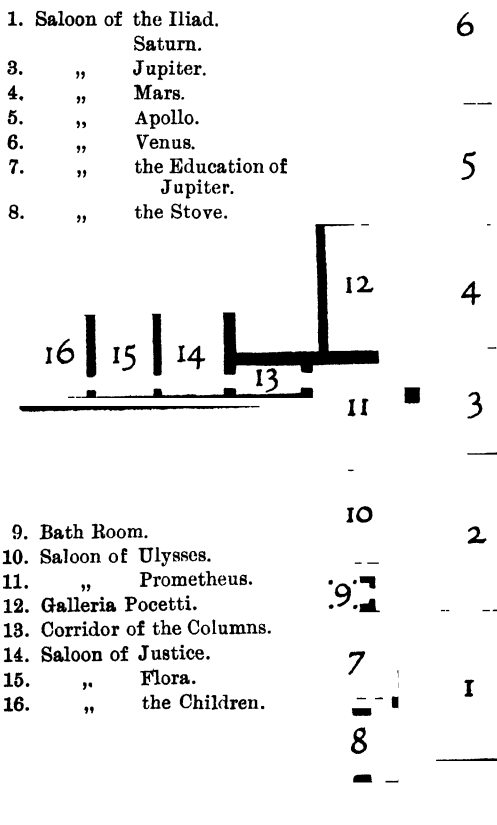 1. Saloon of the Iliad.
Saturn.
3. „ Jupiter.
4. „ Mars.
5. „ Apollo.
6. „ Venus.
7. „ the Education of
Jupiter.
8. „ the Stove.
6
5
12
4
16 15 14
13
11
3
10
2
9. Bath Room.
10. Saloon of Ulysses.
11. „ Prometheus.
12. Galleria Pocetti.
13. Corridor of the Columns.
14. Saloon of Justice.
15. „ Flora.
16. „ the Children.
9
7
1
8